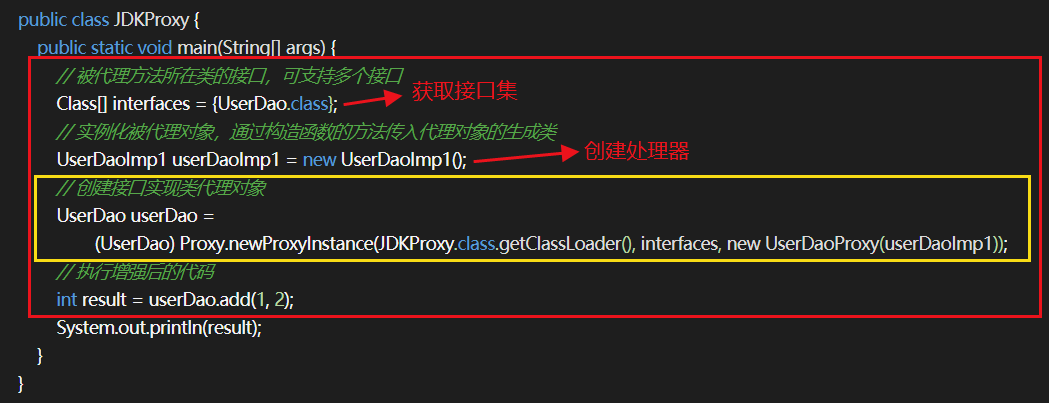 public class JDKProxy {
public static void main(String[] args) {
// 被代理方法所在类的接口，可支持多个接口
Class[] interfaces = {UserDao.class};
获取接口集
// 实例化被代理对象，通过构造函数的方法传入代理对象的生成类
UserDaoImp1 userDaoImp1 = new UserDaoImp1();
创建处理器
// 创建接口实现类代理对象
UserDao userDao =
(UserDao) Proxy.newProxyInstance(JDKProxy.class.getClassLoader(), interfaces, new UserDaoProxy(userDaoImp1));
// 执行增强后的代码
int result = userDao.add(1, 2);
System.out.println(result);
}
}